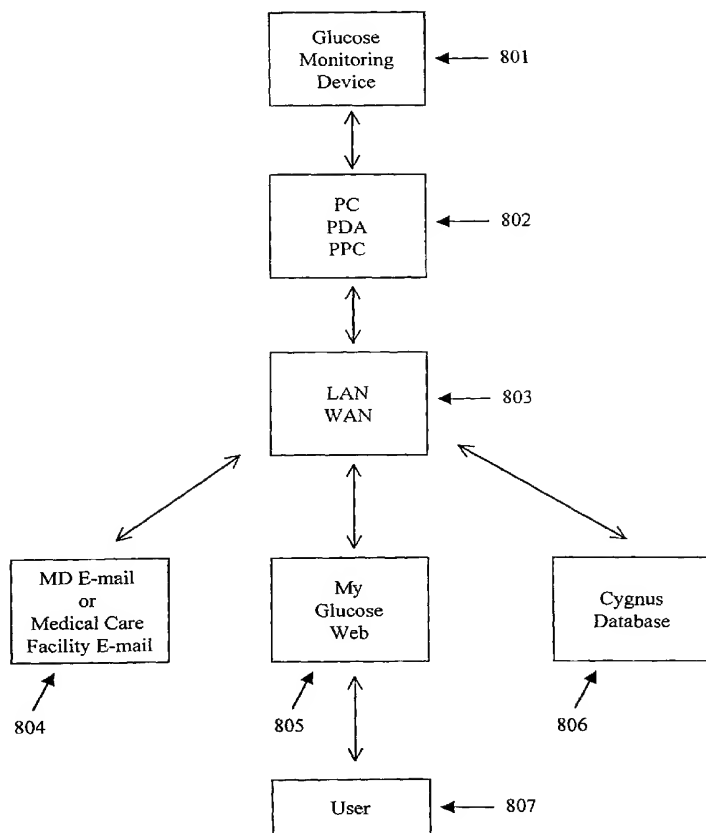 Glucose
Monitoring
Device
801
PC
PDA
PPC
802
LAN
WAN
803
MD E-mail
or
Medical Care
Facility E-mail
My
Glucose
Web
Cygnus
Database
804
805
806
User
807